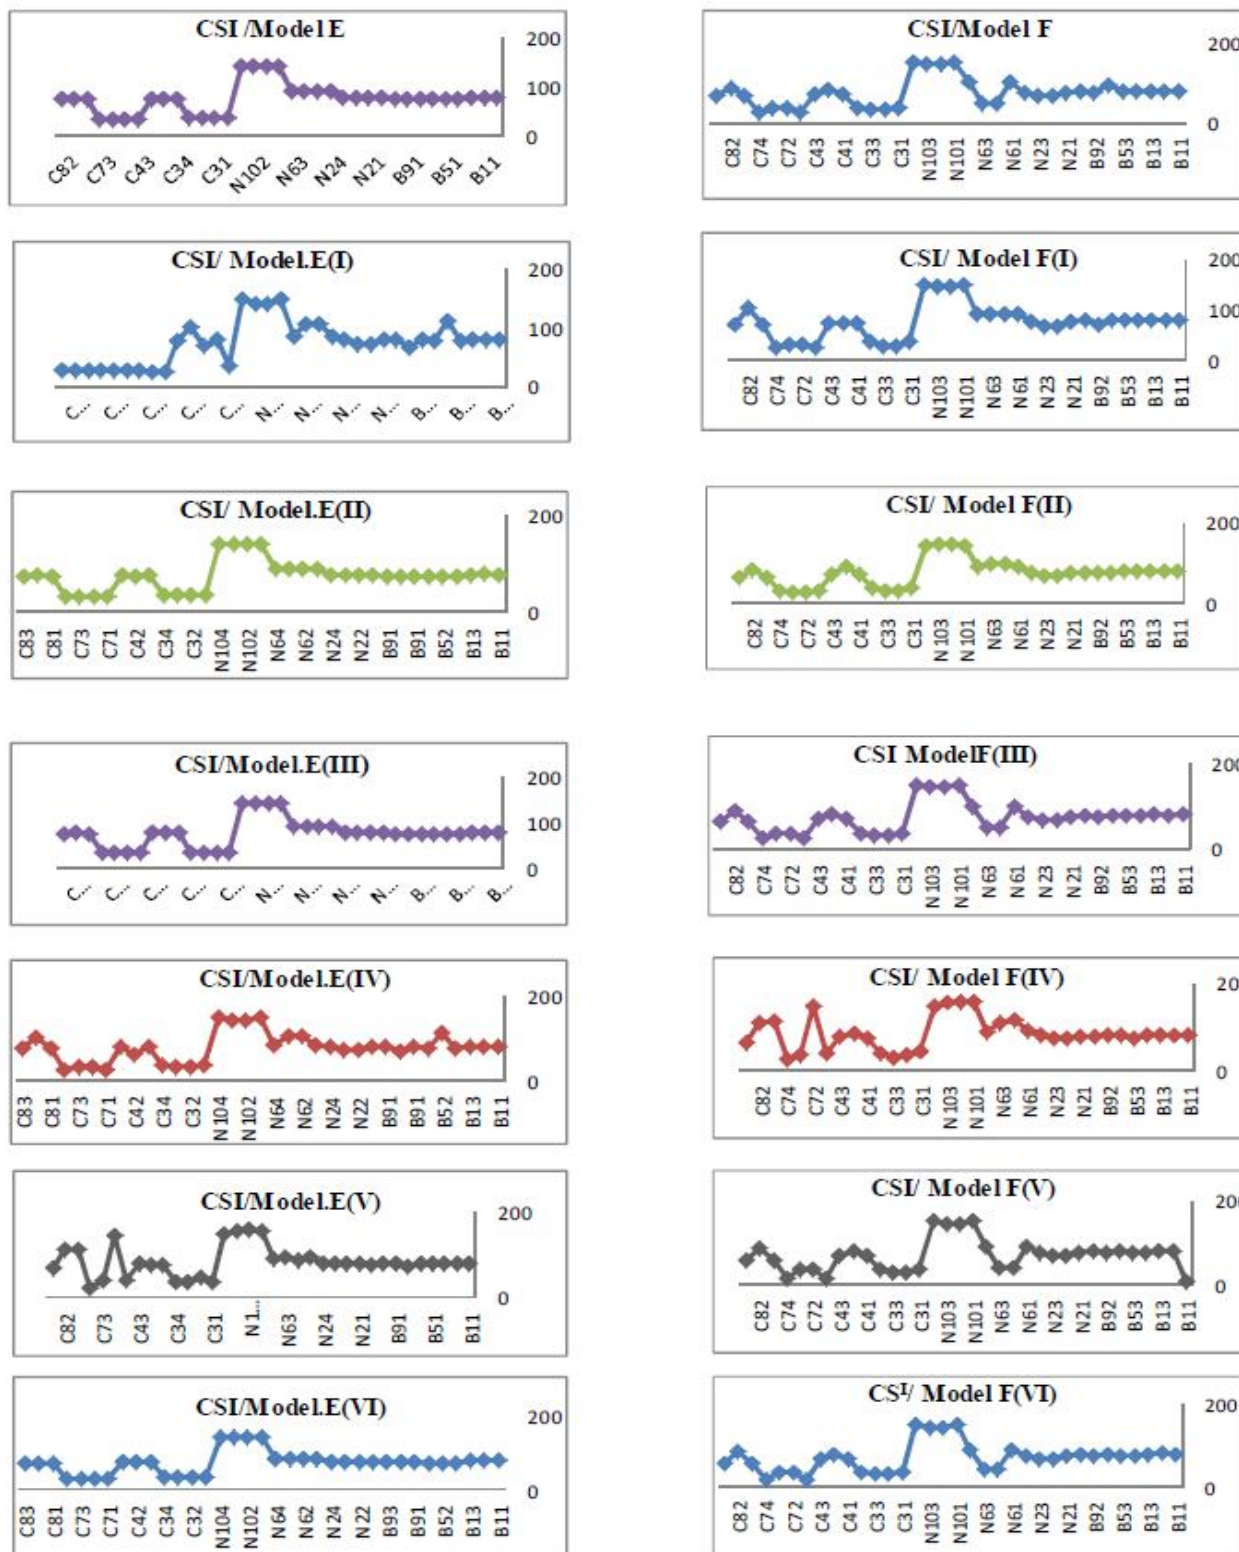 CSI /Model E
200
100
0
C82 C73 C43 C34 C31 N102 N63 N24 N21 B91 B51 B11
CSI/Model F
200
0
C82 C74 C72 C43 C41 C33 C31 N103 N101 N63 N61 N23 N21 B92 B53 B13 B11
CSI/ Model.E(I)
200
100
0
C... C... C... C... C... N... N... N... N... B... B... B...
CSI/ Model F(I)
200
100
0
C82 C74 C72 C43 C41 C33 C31 N103 N101 N63 N61 N23 N21 B92 B53 B13 B11
CSI/ Model.E(II)
200
0
C83 C81 C73 C71 C42 C34 C32 N104 N102 N64 N62 N24 N22 B91 B91 B52 B13 B11
CSI/ Model F(II)
200
0
C82 C74 C72 C43 C41 C33 C31 N103 N101 N63 N61 N23 N21 B92 B53 B13 B11
CSI/Model.E(III)
200
100
0
C... C... C... C... C... N... N... N... N... B... B... B...
CSI ModelF(III)
200
0
C82 C74 C72 C43 C41 C33 C31 N103 N101 N63 N61 N23 N21 B92 B53 B13 B11
CSI/Model.E(IV)
200
0
C83 C81 C73 C71 C42 C34 C32 N104 N102 N64 N62 N24 N22 B91 B91 B52 B13 B11
CSI/ Model F(IV)
200
0
C82 C74 C72 C43 C41 C33 C31 N103 N101 N63 N61 N23 N21 B92 B53 B13 B11
CSI/Model.E(V)
200
0
C82 C73 C43 C34 C31 N1... N63 N24 N21 B91 B51 B11
CSI/ Model F(V)
200
0
C82 C74 C72 C43 C41 C33 C31 N103 N101 N63 N61 N23 N21 B92 B53 B13 B11
CSI/Model.E(VI)
200
0
C83 C81 C73 C71 C42 C34 C32 N104 N102 N64 N62 N24 N22 B93 B91 B52 B13 B11
CSI/ Model F(VI)
200
0
C82 C74 C72 C43 C41 C33 C31 N103 N101 N63 N61 N23 N21 B92 B53 B13 B11